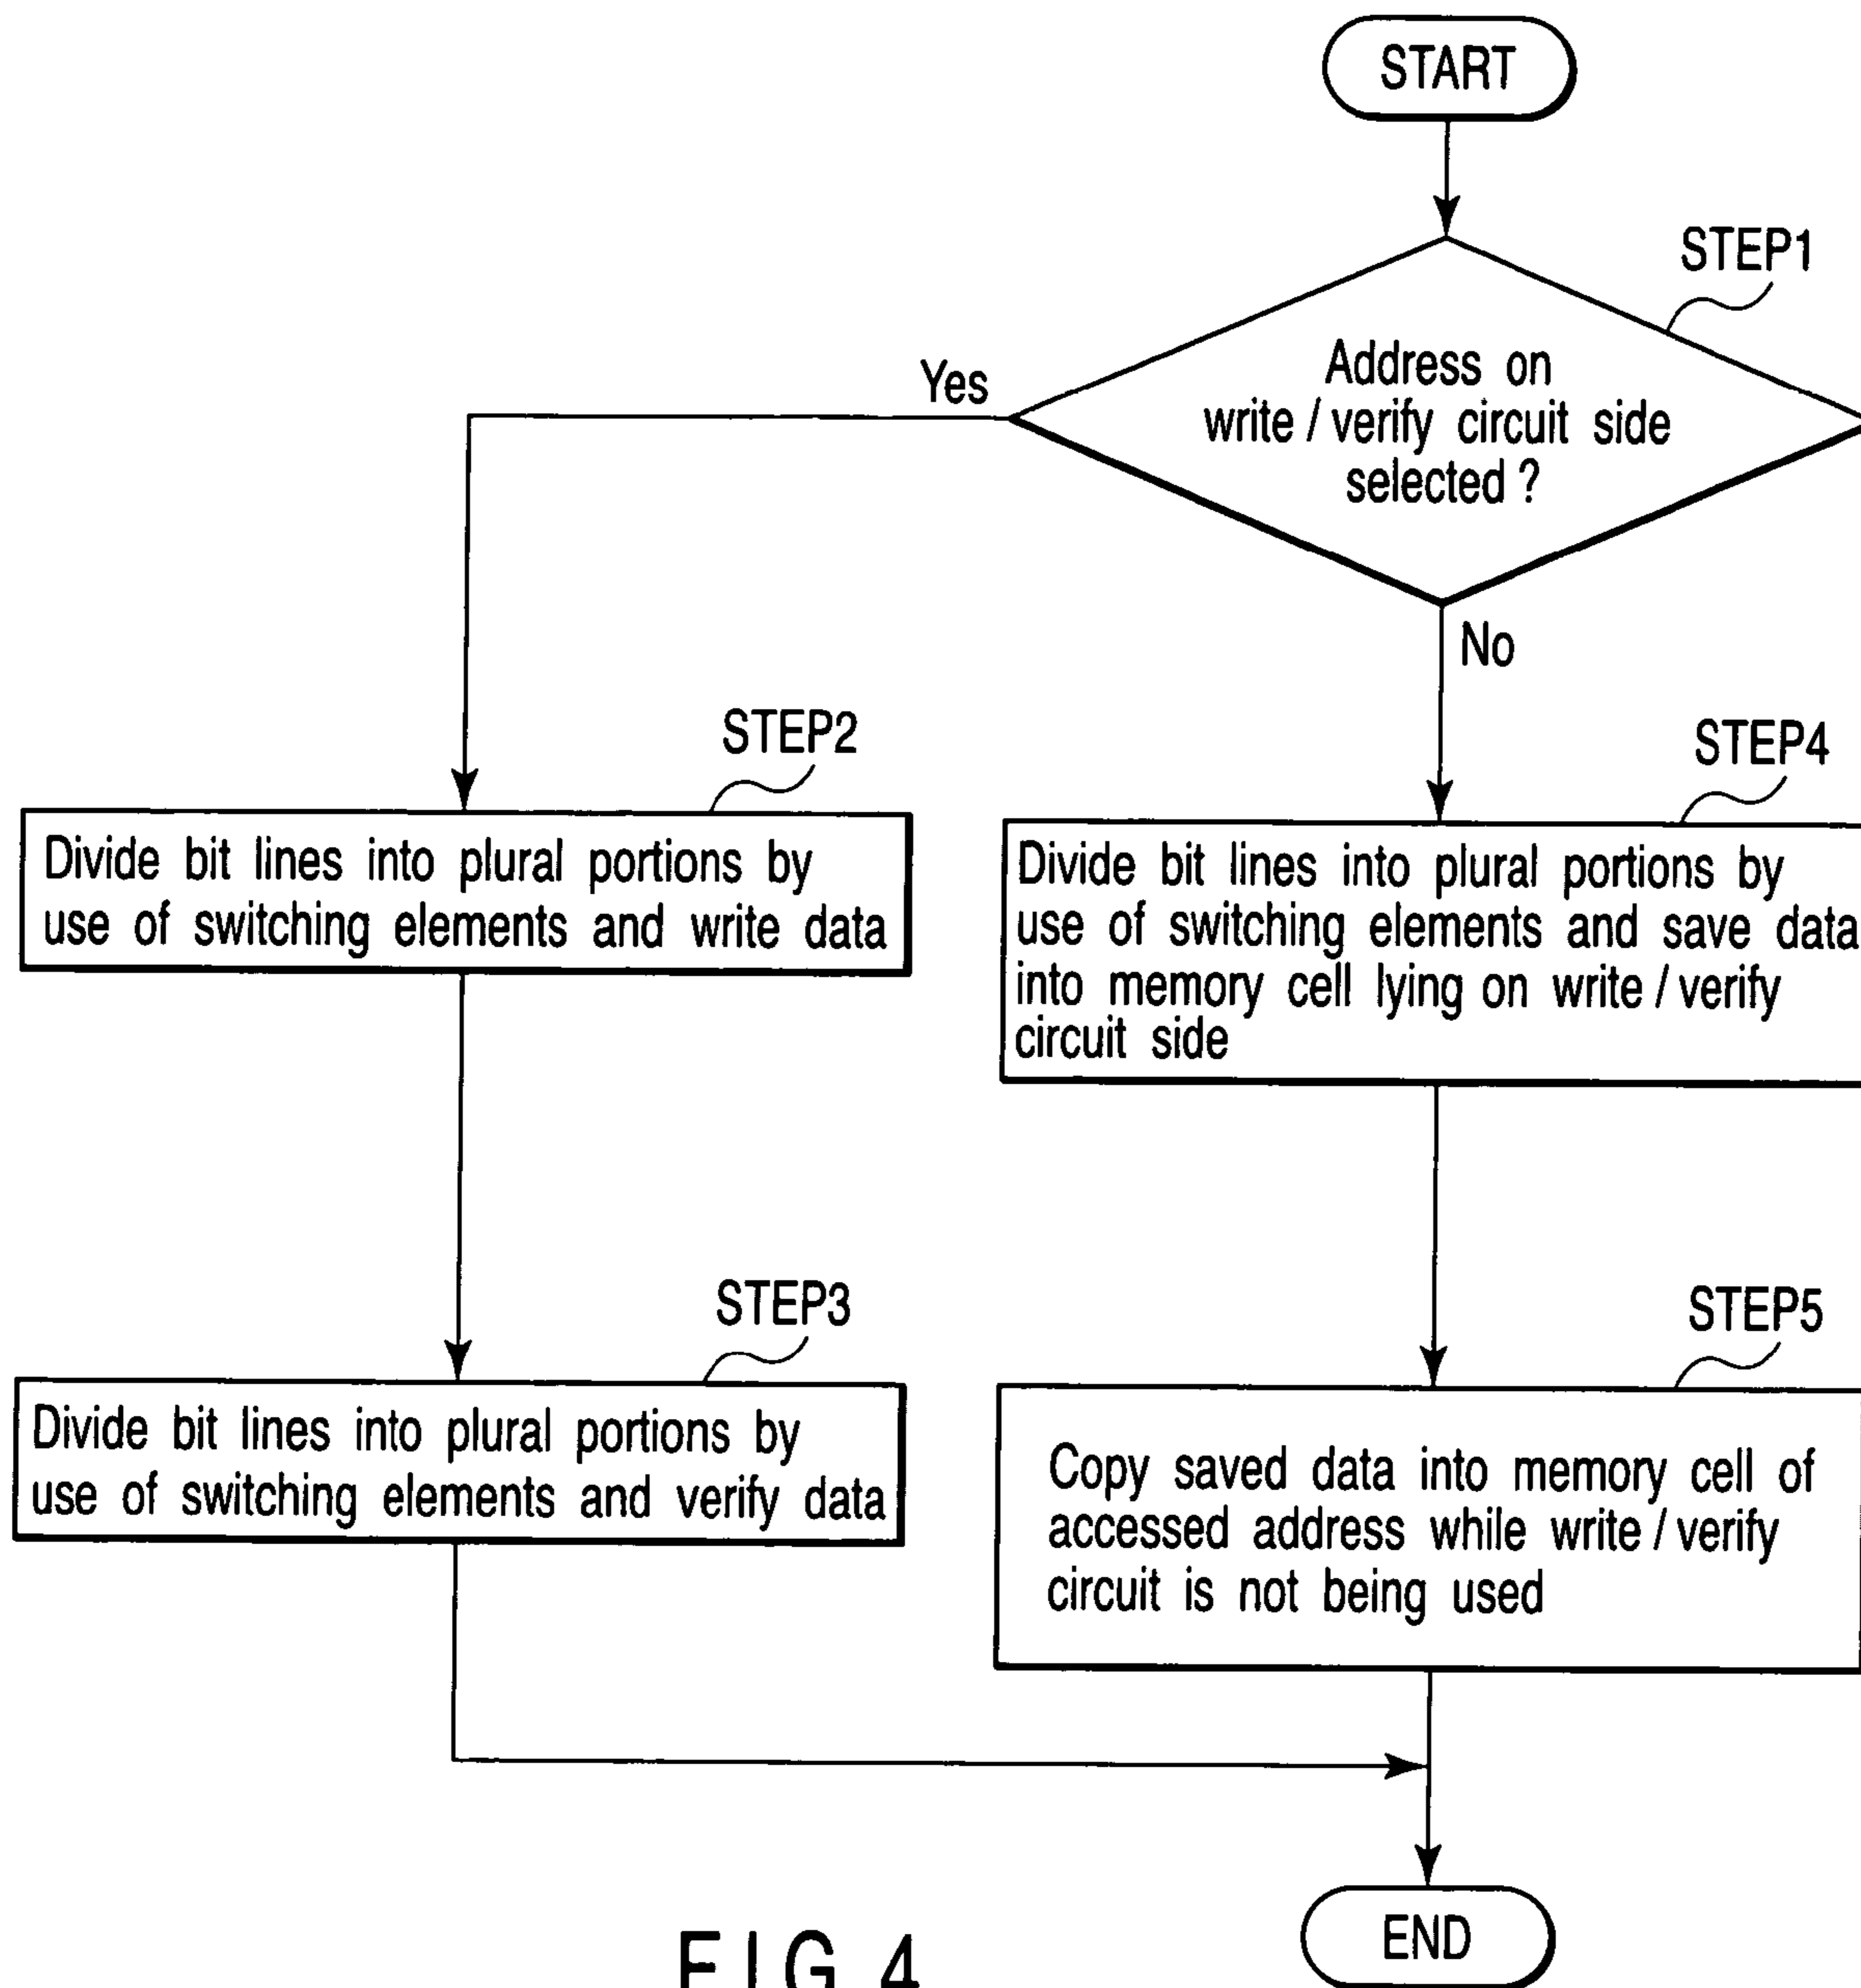 START
STEP1
Address on
write / verify circuit side
selected ?
Yes
No
STEP2
Divide bit lines into plural portions by
use of switching elements and write data
STEP4
Divide bit lines into plural portions by
use of switching elements and save data
into memory cell lying on write / verify
circuit side
STEP3
Divide bit lines into plural portions by
use of switching elements and verify data
STEP5
Copy saved data into memory cell of
accessed address while write / verify
circuit is not being used
END
FIG. 4